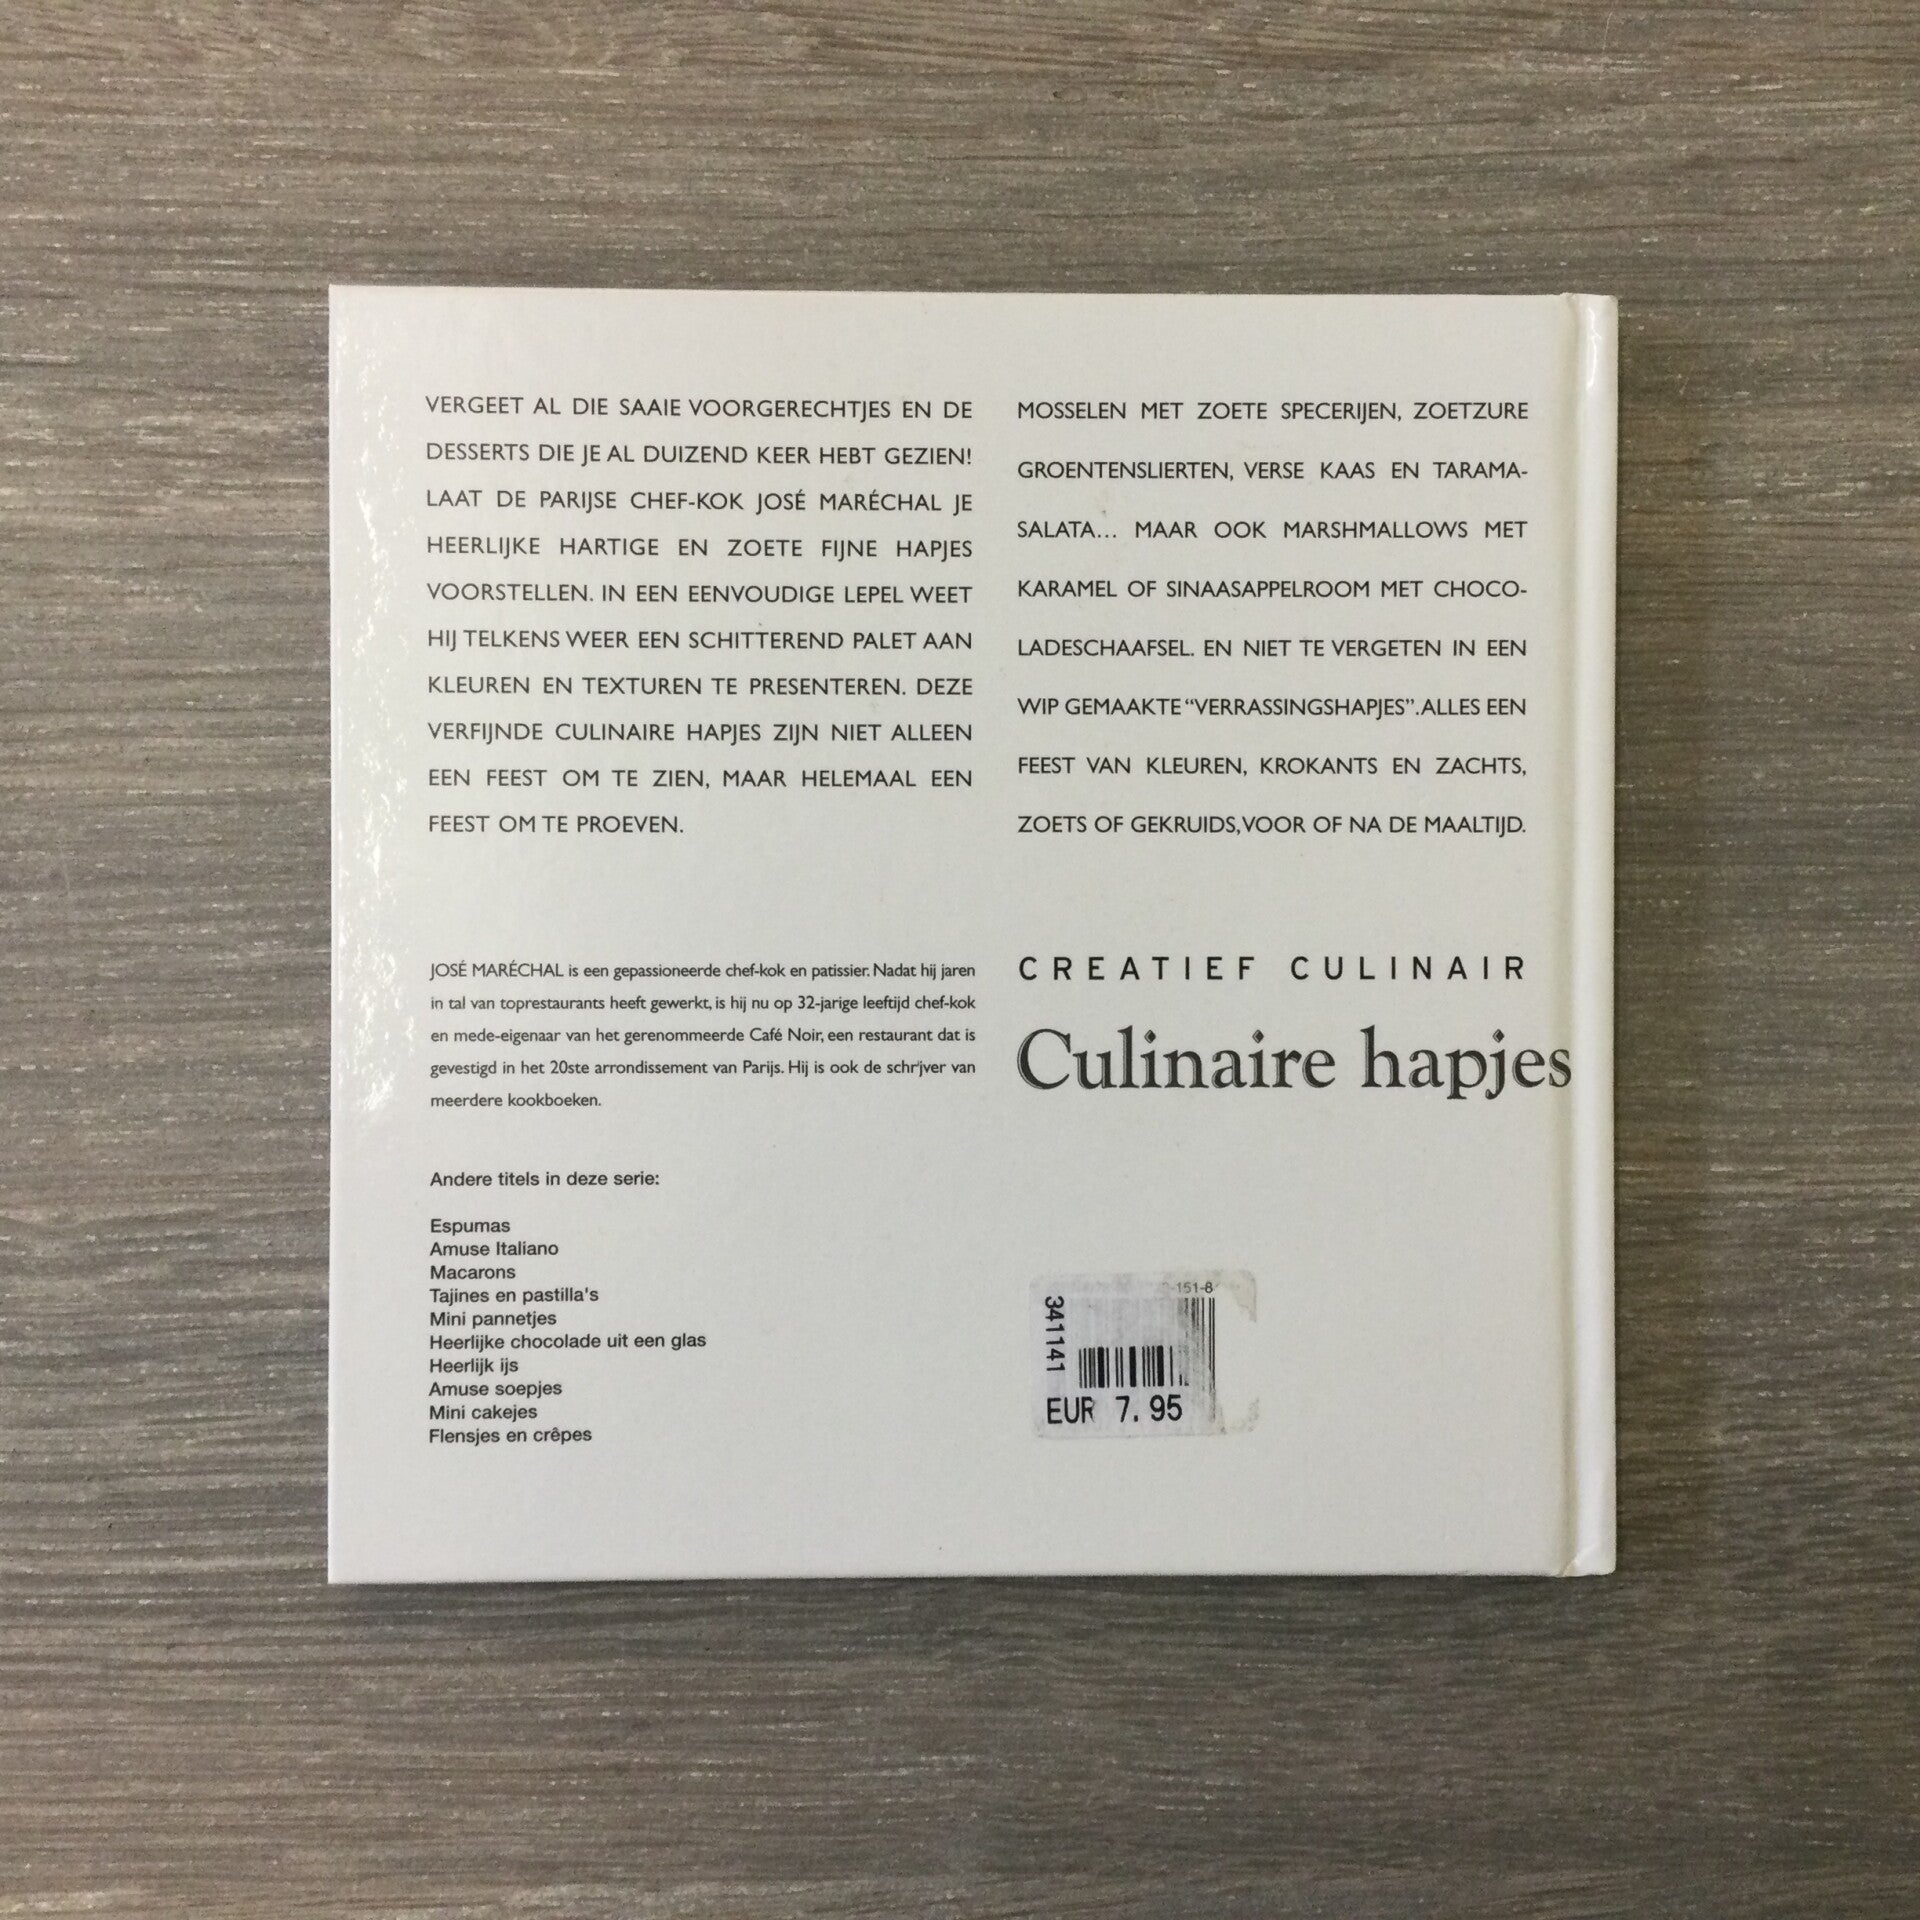 VERGEET AL DIE SAAIE VOORGERECHTJES EN DE
DESSERTS DIE JE AL DUIZEND KEER HEBT GEZIEN!
LAAT DE PARIJSE CHEF-KOK JOSÉ MARÉCHAL JE
HEERLIJKE HARTIGE EN ZOETE FIJNE HAPJES
VOORSTELLEN. IN EEN EENVOUDIGE LEPEL WEET
HIJ TELKENS WEER EEN SCHITTEREND PALET AAN
KLEUREN EN TEXTUREN TE PRESENTEREN. DEZE
VERFIJNDE CULINAIRE HAPJES ZIJN NIET ALLEEN
EEN FEEST OM TE ZIEN, MAAR HELEMAAL EEN
FEEST OM TE PROEVEN.
MOSSELEN MET ZOETE SPECERIJEN, ZOETZURE
GROENTENSLIERTEN, VERSE KAAS EN TARAMA-
SALATA... MAAR OOK MARSHMALLOWS MET
KARAMEL OF SINAASAPPELROOM MET CHOCO-
LADESCHAAFSEL. EN NIET TE VERGETEN IN EEN
WIP GEMAAKTE "VERRASSINGSHAPJES". ALLES EEN
FEEST VAN KLEUREN, KROKANTS EN ZACHTS,
ZOETS OF GEKRUIDS, VOOR OF NA DE MAALTIJD.
JOSÉ MARÉCHAL is een gepassioneerde chef-kok en patissier. Nadat hij jaren
in tal van toprestaurants heeft gewerkt, is hij nu op 32-jarige leeftijd chef-kok
en mede-eigenaar van het gerenommeerde Café Noir, een restaurant dat is
gevestigd in het 20ste arrondissement van Parijs. Hij is ook de schrijver van
meerdere kookboeken.
CREATIEF CULINAIR
Culinaire hapjes
Andere titels in deze serie:
Espumas
Amuse Italiano
Macarons
Tajines en pastilla's
Mini pannetjes
Heerlijke chocolade uit een glas
Heerlijk ijs
Amuse soepjes
Mini cakejes
Flensjes en crêpes
-151-8
341141
EUR 7.95